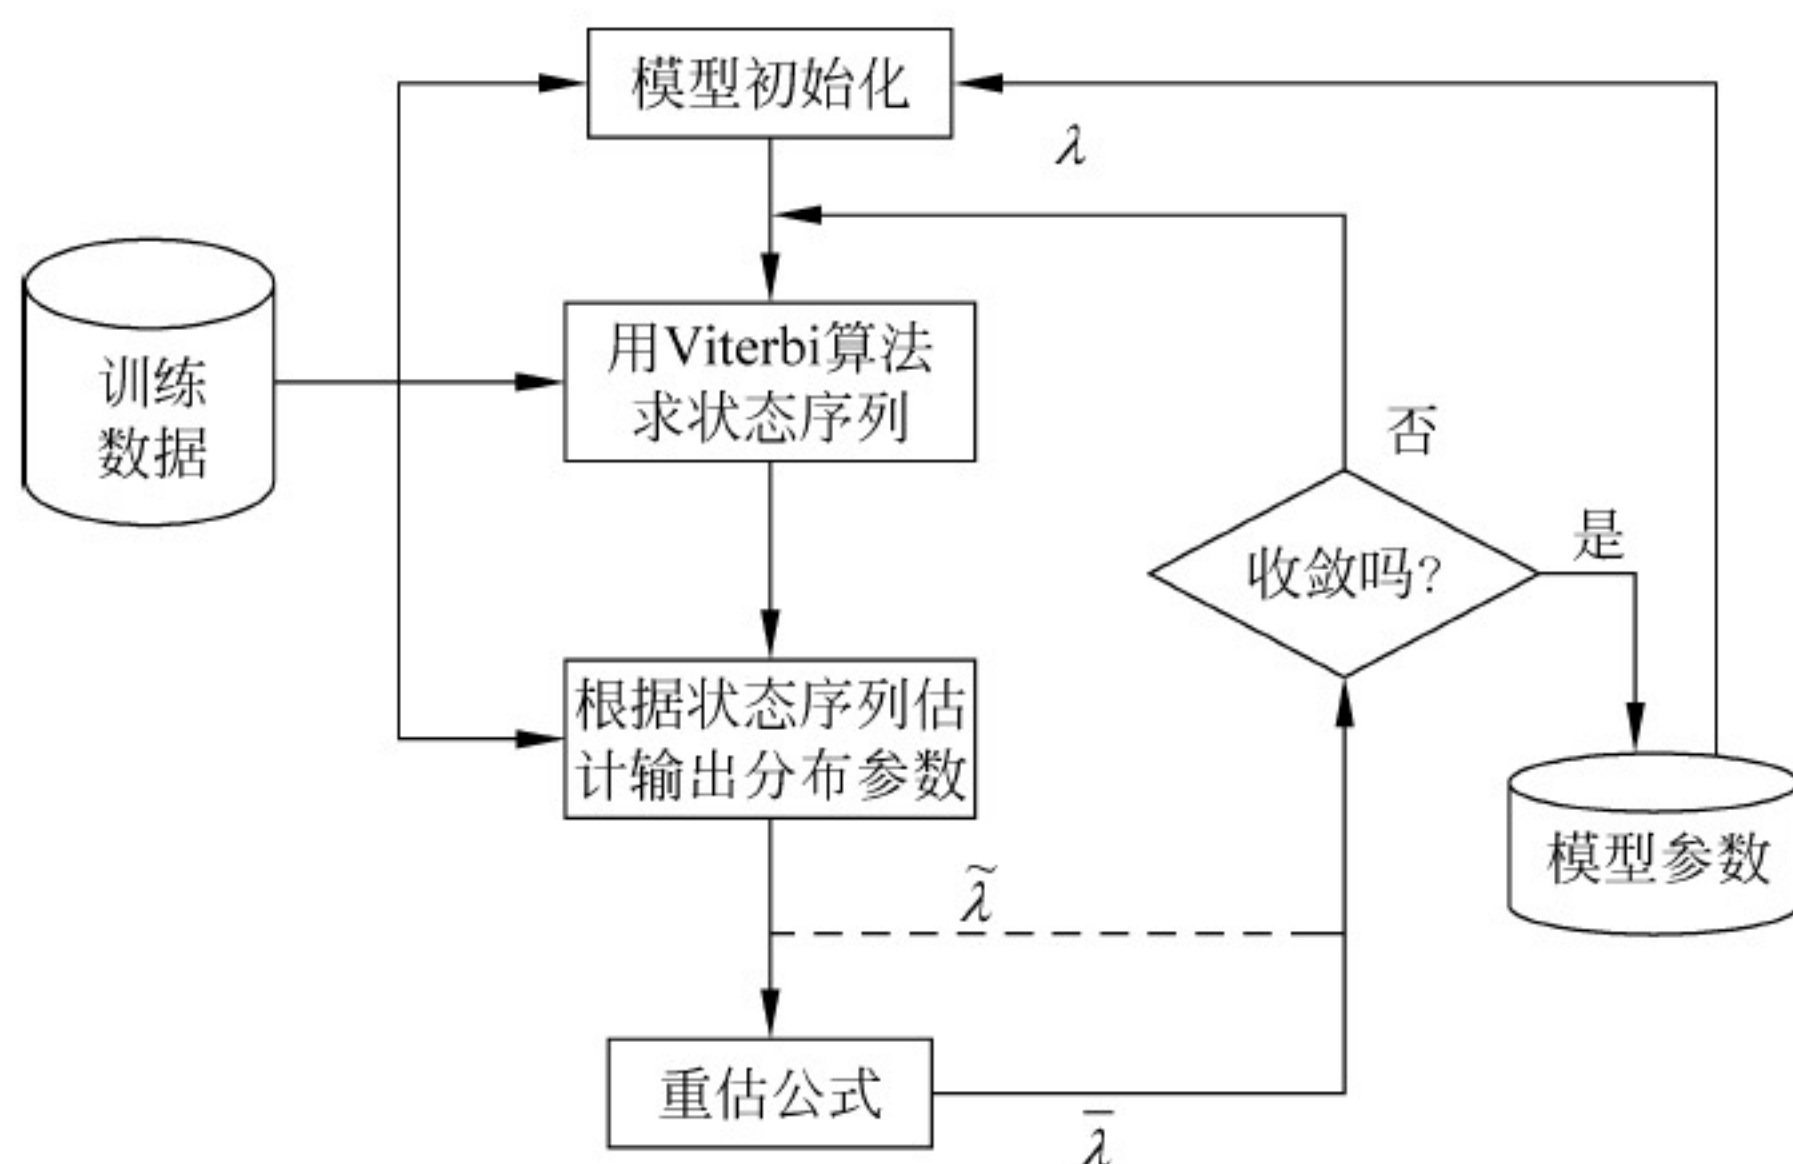 模型初始化
λ
训练
数据
用Viterbi算法
求状态序列
否
收敛吗?
是
根据状态序列估
计输出分布参数
模型参数
λ̃
重估公式
λ̄